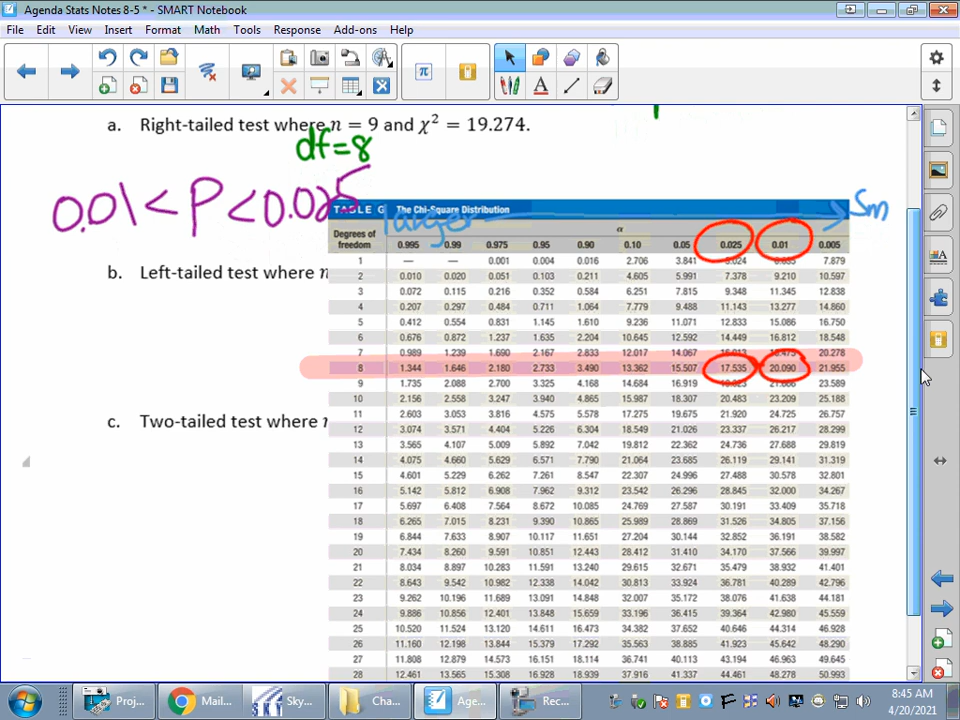 Agenda Stats Notes 8-5 * - SMART Notebook
File Edit View Insert Format Math Tools Response Add-ons Help
π A
a. Right-tailed test where n = 9 and χ² = 19.274.
df=8
0.01 < P < 0.025
TABLE G The Chi-Square Distribution
larger Sm
Degrees of freedom α
0.995 0.99 0.975 0.95 0.90 0.10 0.05 0.025 0.01 0.005
1 — — 0.001 0.004 0.016 2.706 3.841 5.024 6.635 7.879
2 0.010 0.020 0.051 0.103 0.211 4.605 5.991 7.378 9.210 10.597
b. Left-tailed test where n
3 0.072 0.115 0.216 0.352 0.584 6.251 7.815 9.348 11.345 12.838
4 0.207 0.297 0.484 0.711 1.064 7.779 9.488 11.143 13.277 14.860
5 0.412 0.554 0.831 1.145 1.610 9.236 11.071 12.833 15.086 16.750
6 0.676 0.872 1.237 1.635 2.204 10.645 12.592 14.449 16.812 18.548
7 0.989 1.239 1.690 2.167 2.833 12.017 14.067 16.013 18.475 20.278
8 1.344 1.646 2.180 2.733 3.490 13.362 15.507 17.535 20.090 21.955
9 1.735 2.088 2.700 3.325 4.168 14.684 16.919 19.023 21.666 23.589
10 2.156 2.558 3.247 3.940 4.865 15.987 18.307 20.483 23.209 25.188
11 2.603 3.053 3.816 4.575 5.578 17.275 19.675 21.920 24.725 26.757
c. Two-tailed test where n
12 3.074 3.571 4.404 5.226 6.304 18.549 21.026 23.337 26.217 28.299
13 3.565 4.107 5.009 5.892 7.042 19.812 22.362 24.736 27.688 29.819
14 4.075 4.660 5.629 6.571 7.790 21.064 23.685 26.119 29.141 31.319
15 4.601 5.229 6.262 7.261 8.547 22.307 24.996 27.488 30.578 32.801
16 5.142 5.812 6.908 7.962 9.312 23.542 26.296 28.845 32.000 34.267
17 5.697 6.408 7.564 8.672 10.085 24.769 27.587 30.191 33.409 35.718
18 6.265 7.015 8.231 9.390 10.865 25.989 28.869 31.526 34.805 37.156
19 6.844 7.633 8.907 10.117 11.651 27.204 30.144 32.852 36.191 38.582
20 7.434 8.260 9.591 10.851 12.443 28.412 31.410 34.170 37.566 39.997
21 8.034 8.897 10.283 11.591 13.240 29.615 32.671 35.479 38.932 41.401
22 8.643 9.542 10.982 12.338 14.042 30.813 33.924 36.781 40.289 42.796
23 9.262 10.196 11.689 13.091 14.848 32.007 35.172 38.076 41.638 44.181
24 9.886 10.856 12.401 13.848 15.659 33.196 36.415 39.364 42.980 45.559
25 10.520 11.524 13.120 14.611 16.473 34.382 37.652 40.646 44.314 46.928
26 11.160 12.198 13.844 15.379 17.292 35.563 38.885 41.923 45.642 48.290
27 11.808 12.879 14.573 16.151 18.114 36.741 40.113 43.194 46.963 49.645
28 12.461 13.565 15.308 16.928 18.939 37.916 41.337 44.461 48.278 50.993
Proj... Mail... Sky... Cha... Age... Rec...
8:45 AM
4/20/2021